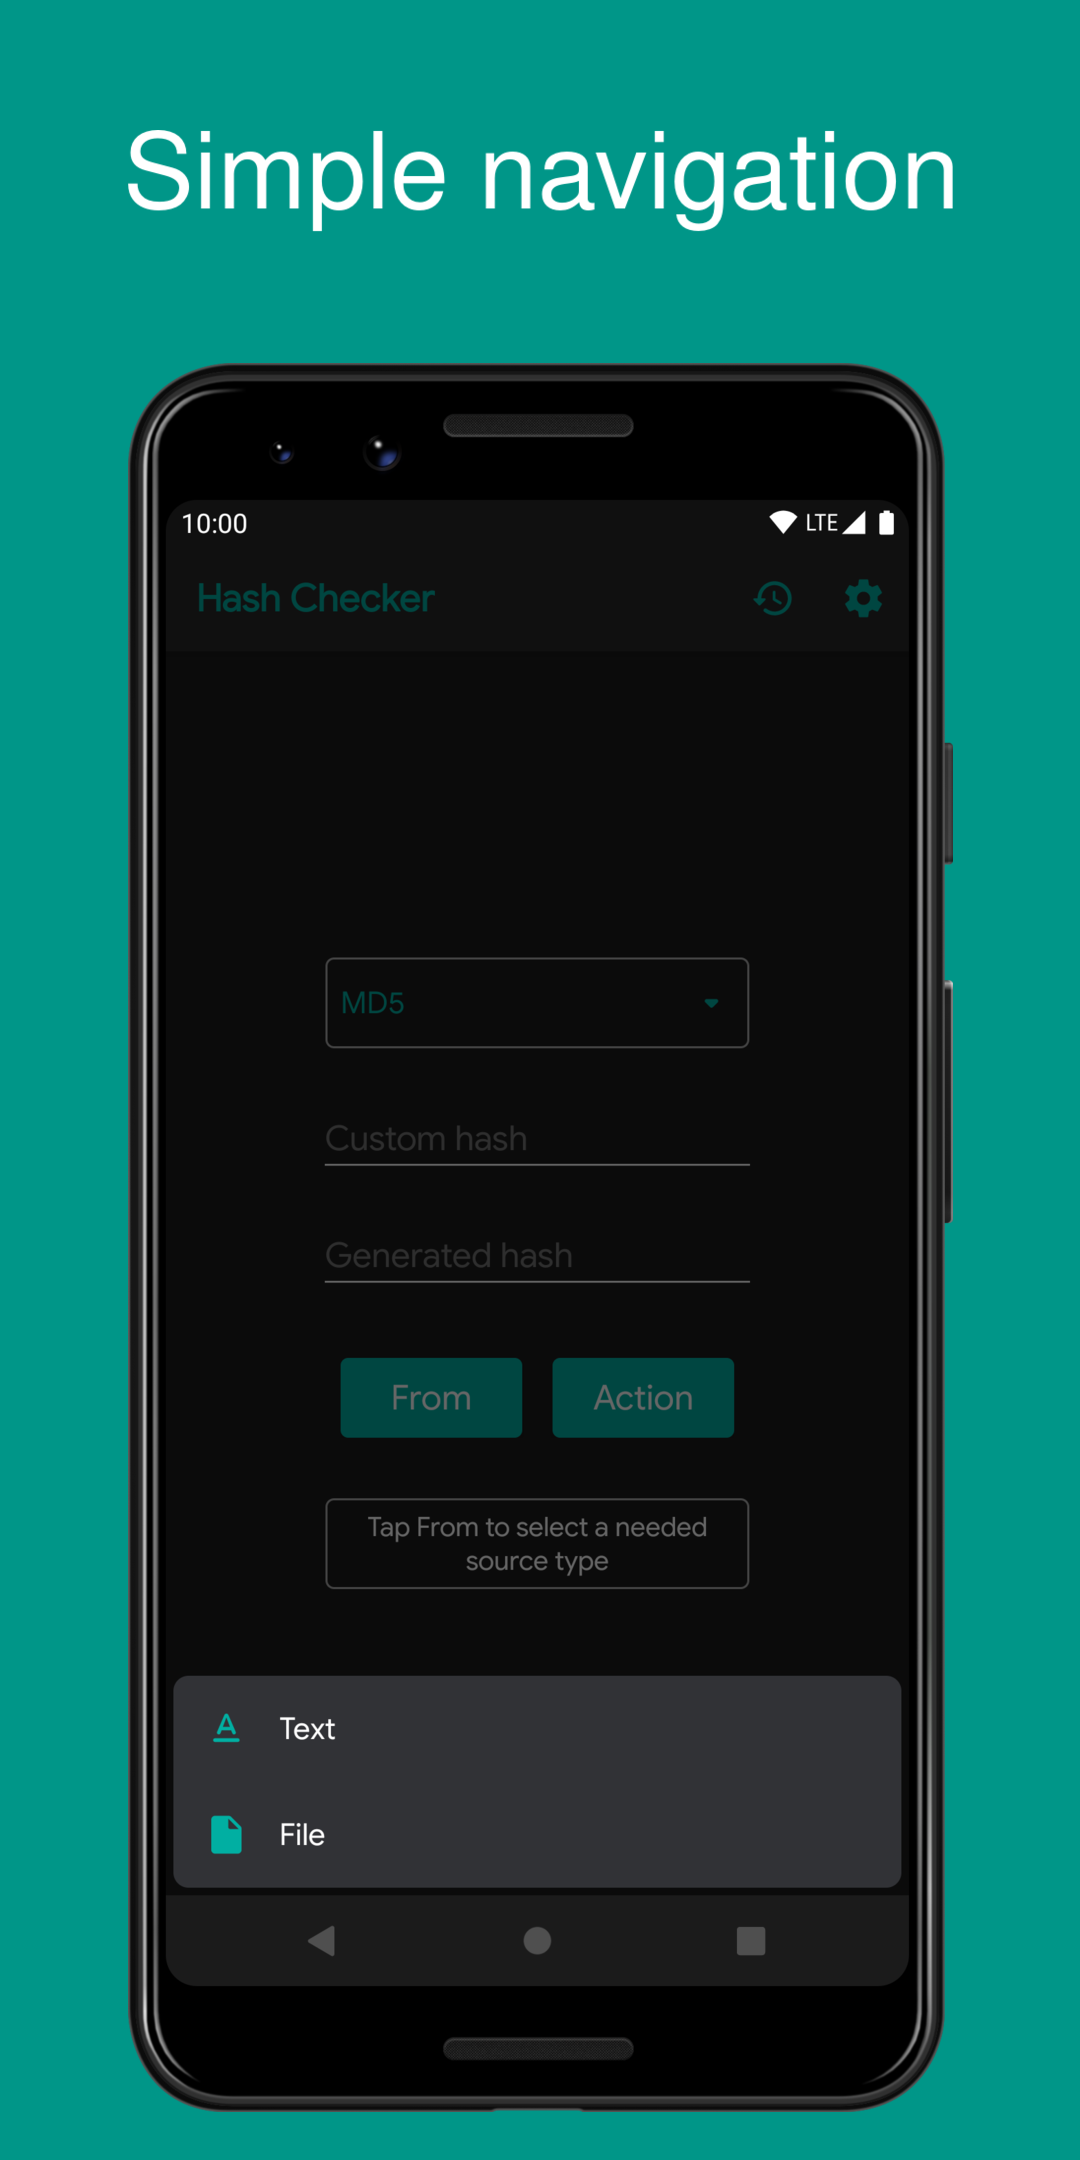 Simple navigation
10:00
LTE
Hash Checker
MD5
Custom hash
Generated hash
From
Action
Tap From to select a needed
source type
Text
File